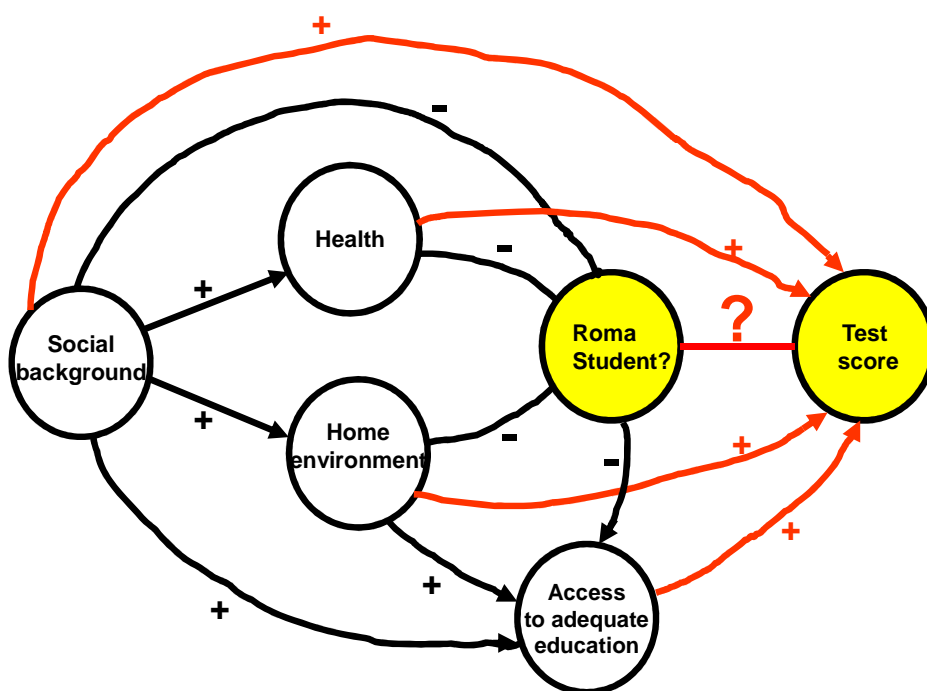 +
-
Health
-
+
+
?
Roma
Student?
Test
score
Social
background
+
Home
environment
-
+
-
+
+
+
Access
to adequate
education